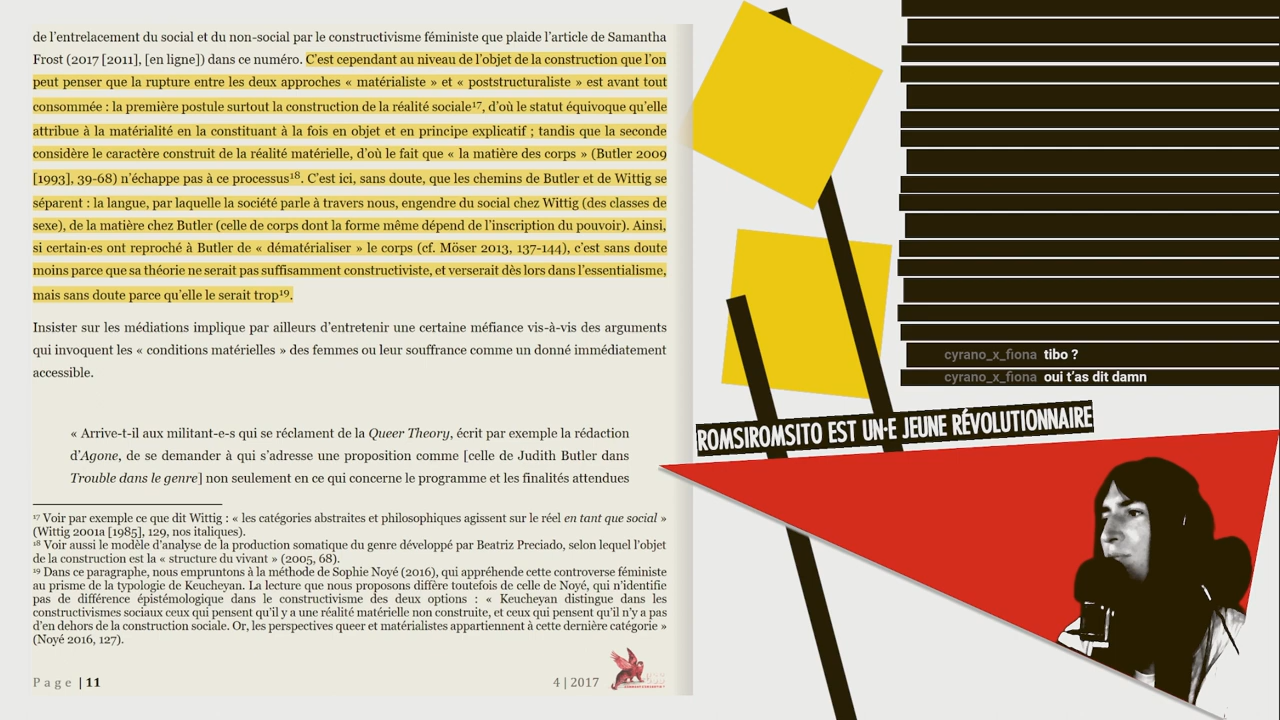 de l’entrelacement du social et du non-social par le constructivisme féministe que plaide l’article de Samantha
Frost (2017 [2011], [en ligne]) dans ce numéro. C’est cependant au niveau de l’objet de la construction que l’on
peut penser que la rupture entre les deux approches « matérialiste » et « poststructuraliste » est avant tout
consommée : la première postule surtout la construction de la réalité sociale¹⁷, d’où le statut équivoque qu’elle
attribue à la matérialité en la constituant à la fois en objet et en principe explicatif ; tandis que la seconde
considère le caractère construit de la réalité matérielle, d’où le fait que « la matière des corps » (Butler 2009
[1993], 39-68) n’échappe pas à ce processus¹⁸. C’est ici, sans doute, que les chemins de Butler et de Wittig se
séparent : la langue, par laquelle la société parle à travers nous, engendre du social chez Wittig (des classes de
sexe), de la matière chez Butler (celle de corps dont la forme même dépend de l’inscription du pouvoir). Ainsi,
si certain·es ont reproché à Butler de « dématérialiser » le corps (cf. Möser 2013, 137-144), c’est sans doute
moins parce que sa théorie ne serait pas suffisamment constructiviste, et verserait dès lors dans l’essentialisme,
mais sans doute parce qu’elle le serait trop¹⁹.
Insister sur les médiations implique par ailleurs d’entretenir une certaine méfiance vis-à-vis des arguments
qui invoquent les « conditions matérielles » des femmes ou leur souffrance comme un donné immédiatement
accessible.
« Arrive-t-il aux militant-e-s qui se réclament de la Queer Theory, écrit par exemple la rédaction
d’Agone, de se demander à qui s’adresse une proposition comme [celle de Judith Butler dans
Trouble dans le genre] non seulement en ce qui concerne le programme et les finalités attendues
¹⁷ Voir par exemple ce que dit Wittig : « les catégories abstraites et philosophiques agissent sur le réel en tant que social »
(Wittig 2001a [1985], 129, nos italiques).
¹⁸ Voir aussi le modèle d’analyse de la production somatique du genre développé par Beatriz Preciado, selon lequel l’objet
de la construction est la « structure du vivant » (2005, 68).
¹⁹ Dans ce paragraphe, nous empruntons à la méthode de Sophie Noyé (2016), qui appréhende cette controverse féministe
au prisme de la typologie de Keucheyan. La lecture que nous proposons diffère toutefois de celle de Noyé, qui n’identifie
pas de différence épistémologique dans le constructivisme des deux options : « Keucheyan distingue dans les
constructivismes sociaux ceux qui pensent qu’il y a une réalité matérielle non construite, et ceux qui pensent qu’il n’y a pas
d’en dehors de la construction sociale. Or, les perspectives queer et matérialistes appartiennent à cette dernière catégorie »
(Noyé 2016, 127).
Page | 11
4 | 2017
cyrano_x_fiona tibo ?
cyrano_x_fiona oui t’as dit damn
ROMSIROMSITO EST UN·E JEUNE RÉVOLUTIONNAIRE